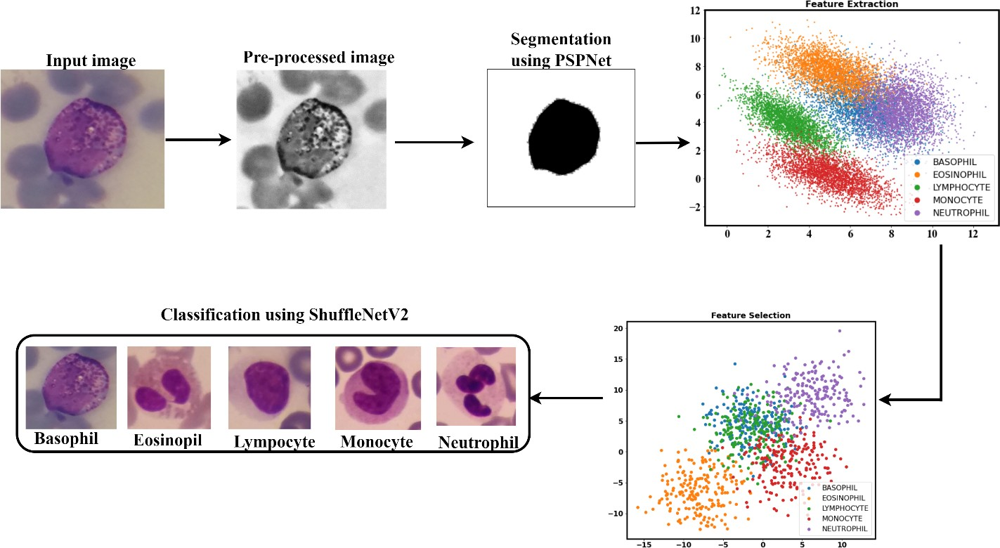 Input image
Pre-processed image
Segmentation
using PSPNet
Feature Extraction
12
10
8
6
4
2
0
−2
0 2 4 6 8 10 12
BASOPHIL
EOSINOPHIL
LYMPHOCYTE
MONOCYTE
NEUTROPHIL
Classification using ShuffleNetV2
Basophil Eosinopil Lympocyte Monocyte Neutrophil
Feature Selection
20
15
10
5
0
−5
−10
−15 −10 −5 0 5 10
BASOPHIL
EOSINOPHIL
LYMPHOCYTE
MONOCYTE
NEUTROPHIL